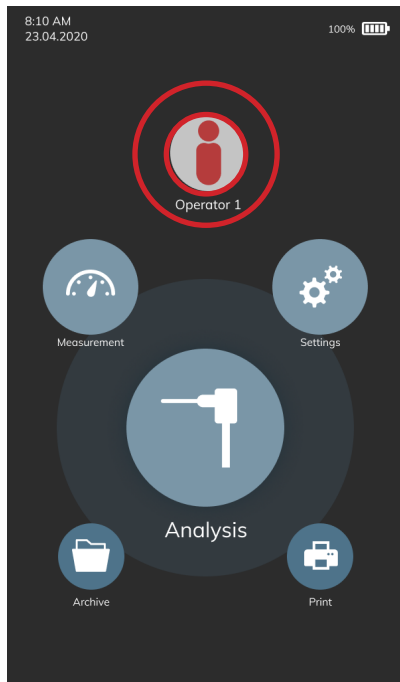 8:10 AM
23.04.2020
100%
Operator 1
Measurement
Settings
Analysis
Archive
Print